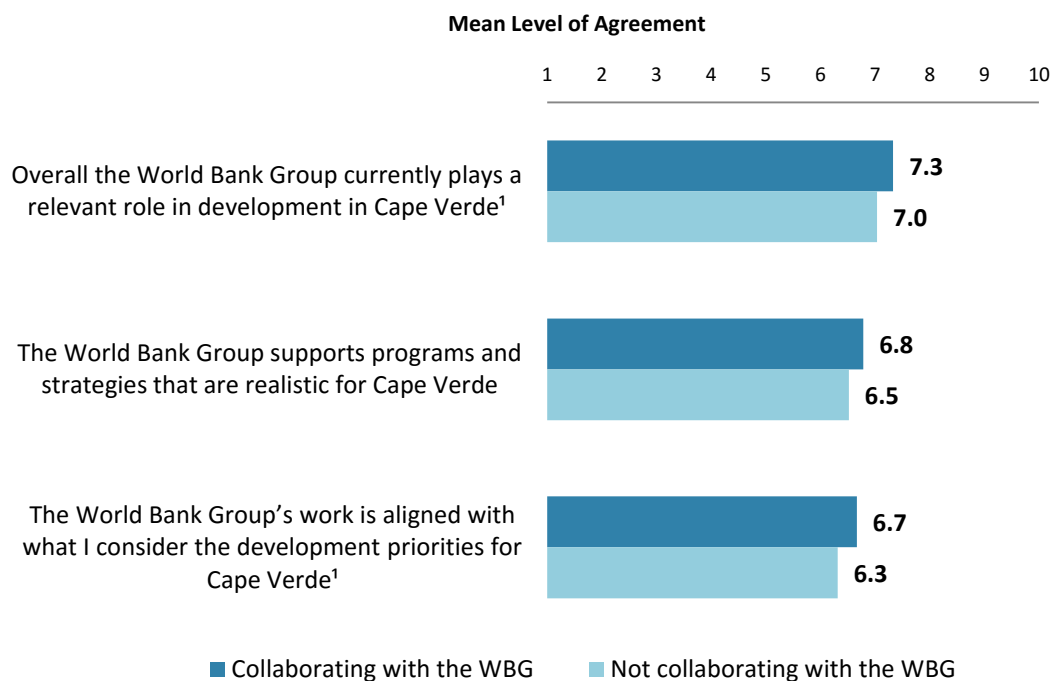 Mean Level of Agreement
1 2 3 4 5 6 7 8 9 10
Overall the World Bank Group currently plays a
relevant role in development in Cape Verde¹
7.3
7.0
The World Bank Group supports programs and
strategies that are realistic for Cape Verde
6.8
6.5
The World Bank Group’s work is aligned with
what I consider the development priorities for
Cape Verde¹
6.7
6.3
Collaborating with the WBG Not collaborating with the WBG